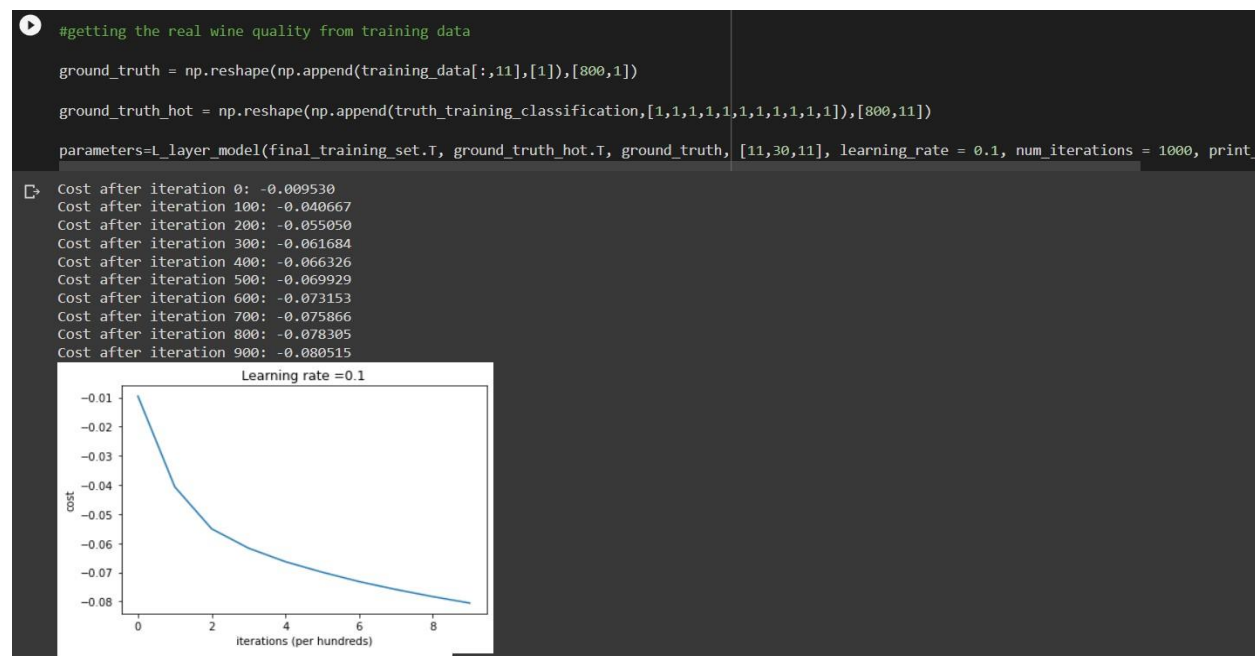 #getting the real wine quality from training data
ground_truth = np.reshape(np.append(training_data[:,11],[1]),[800,1])
ground_truth_hot = np.reshape(np.append(truth_training_classification,[1,1,1,1,1,1,1,1,1,1,1]),[800,11])
parameters=L_layer_model(final_training_set.T, ground_truth_hot.T, ground_truth, [11,30,11], learning_rate = 0.1, num_iterations = 1000, print_
Cost after iteration 0: -0.009530
Cost after iteration 100: -0.040667
Cost after iteration 200: -0.055050
Cost after iteration 300: -0.061684
Cost after iteration 400: -0.066326
Cost after iteration 500: -0.069929
Cost after iteration 600: -0.073153
Cost after iteration 700: -0.075866
Cost after iteration 800: -0.078305
Cost after iteration 900: -0.080515
Learning rate =0.1
−0.01
−0.02
−0.03
−0.04
−0.05
−0.06
−0.07
−0.08
cost
0 2 4 6 8
iterations (per hundreds)